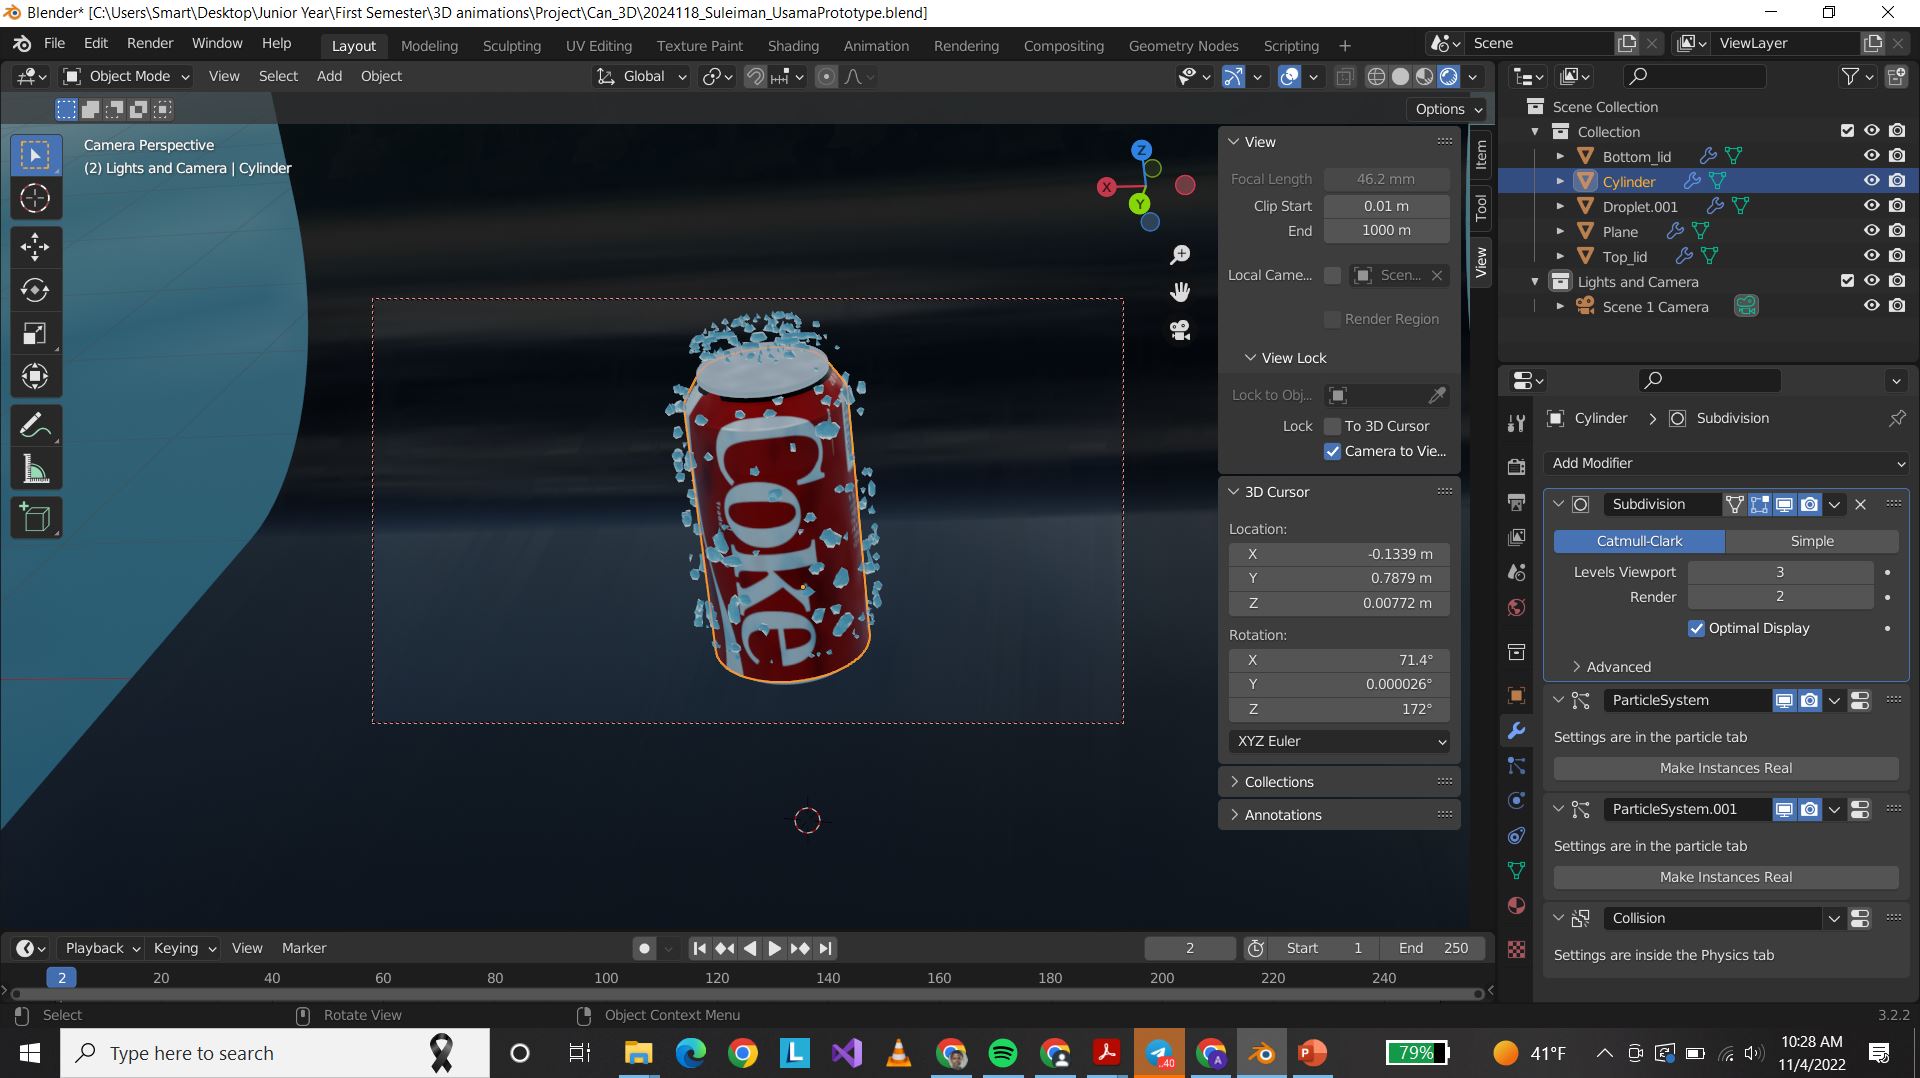 Blender* [C:\Users\Smart\Desktop\Junior Year\First Semester\3D animations\Project\Can_3D\2024118_Suleiman_UsamaPrototype.blend]
File Edit Render Window Help Layout Modeling Sculpting UV Editing Texture Paint Shading Animation Rendering Compositing Geometry Nodes Scripting + Scene ViewLayer
Object Mode View Select Add Object Global
Options
Camera Perspective
(2) Lights and Camera | Cylinder
Z
X
Y
Coke
View
Focal Length 46.2 mm
Clip Start 0.01 m
End 1000 m
Local Came... Scen...
Render Region
View Lock
Lock to Obj...
Lock To 3D Cursor
Camera to Vie...
3D Cursor
Location:
X -0.1339 m
Y 0.7879 m
Z 0.00772 m
Rotation:
X 71.4°
Y 0.000026°
Z 172°
XYZ Euler
Collections
Annotations
Item
Tool
View
Scene Collection
Collection
Bottom_lid
Cylinder
Droplet.001
Plane
Top_lid
Lights and Camera
Scene 1 Camera
Cylinder > Subdivision
Add Modifier
Subdivision
Catmull-Clark Simple
Levels Viewport 3
Render 2
Optimal Display
Advanced
ParticleSystem
Settings are in the particle tab
Make Instances Real
ParticleSystem.001
Settings are in the particle tab
Make Instances Real
Collision
Settings are inside the Physics tab
Playback Keying View Marker 2 Start 1 End 250
2 20 40 60 80 100 120 140 160 180 200 220 240
Select Rotate View Object Context Menu 3.2.2
Type here to search
L
..40
A
P
79%
41°F
10:28 AM
11/4/2022